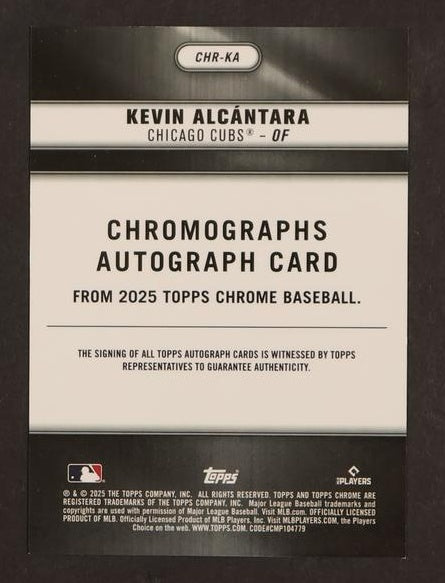 CHR-KA
KEVIN ALCÁNTARA
CHICAGO CUBS® - OF
CHROMOGRAPHS
AUTOGRAPH CARD
FROM 2025 TOPPS CHROME BASEBALL.
THE SIGNING OF ALL TOPPS AUTOGRAPH CARDS IS WITNESSED BY TOPPS
REPRESENTATIVES TO GUARANTEE AUTHENTICITY.
Topps
PLAYERS
® & © 2025 THE TOPPS COMPANY, INC. ALL RIGHTS RESERVED. TOPPS AND TOPPS CHROME ARE
REGISTERED TRADEMARKS OF THE TOPPS COMPANY, INC. Major League Baseball trademarks and
copyrights are used with permission of Major League Baseball. Visit MLB.com. OFFICIALLY LICENSED
PRODUCT OF MLB. Officially Licensed Product of MLB Players, Inc. Visit MLBPLAYERS.COM, the Players
Choice on the web. WWW.TOPPS.COM. CODE#CMP104779